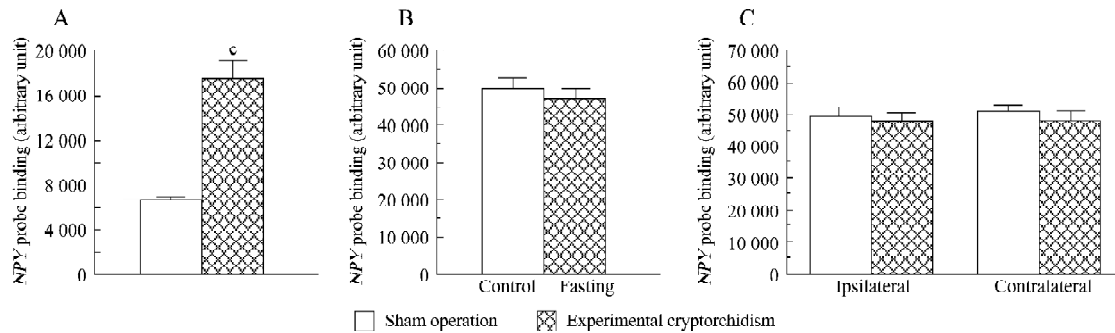 A
NPY probe binding (arbitrary unit)
20 000
16 000
12 000
8 000
4 000
0
c
B
NPY probe binding (arbitrary unit)
60 000
50 000
40 000
30 000
20 000
10 000
0
Control Fasting
C
NPY probe binding (arbitrary unit)
70 000
60 000
50 000
40 000
30 000
20 000
10 000
0
Ipsilateral Contralateral
Sham operation Experimental cryptorchidism